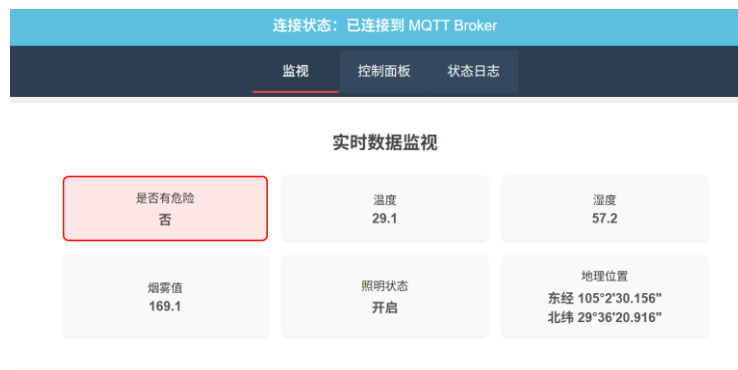 连接状态：已连接到 MQTT Broker
监视 控制面板 状态日志
实时数据监视
是否有危险
否
温度
29.1
湿度
57.2
烟雾值
169.1
照明状态
开启
地理位置
东经 105°2'30.156"
北纬 29°36'20.916"